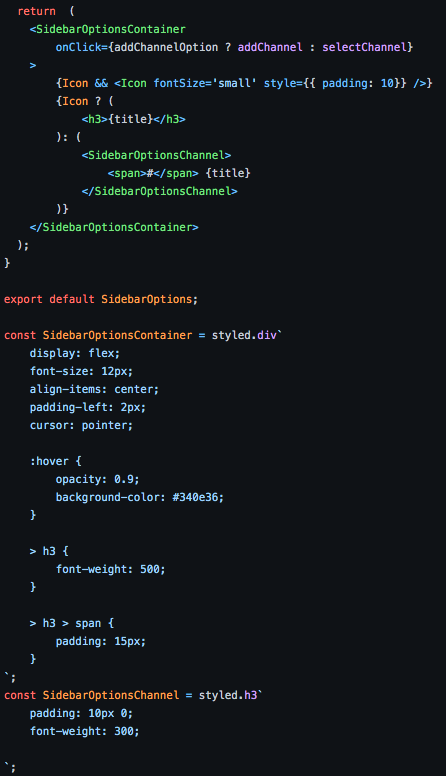 return  (
<SidebarOptionsContainer
onClick={addChannelOption ? addChannel : selectChannel}
>
{Icon && <Icon fontSize='small' style={{ padding: 10}} />}
{Icon ? (
<h3>{title}</h3>
): (
<SidebarOptionsChannel>
<span>#</span> {title}
</SidebarOptionsChannel>
)}
</SidebarOptionsContainer>
);
}
export default SidebarOptions;
const SidebarOptionsContainer = styled.div`
display: flex;
font-size: 12px;
align-items: center;
padding-left: 2px;
cursor: pointer;
:hover {
opacity: 0.9;
background-color: #340e36;
}
> h3 {
font-weight: 500;
}
> h3 > span {
padding: 15px;
}
`;
const SidebarOptionsChannel = styled.h3`
padding: 10px 0;
font-weight: 300;
`;